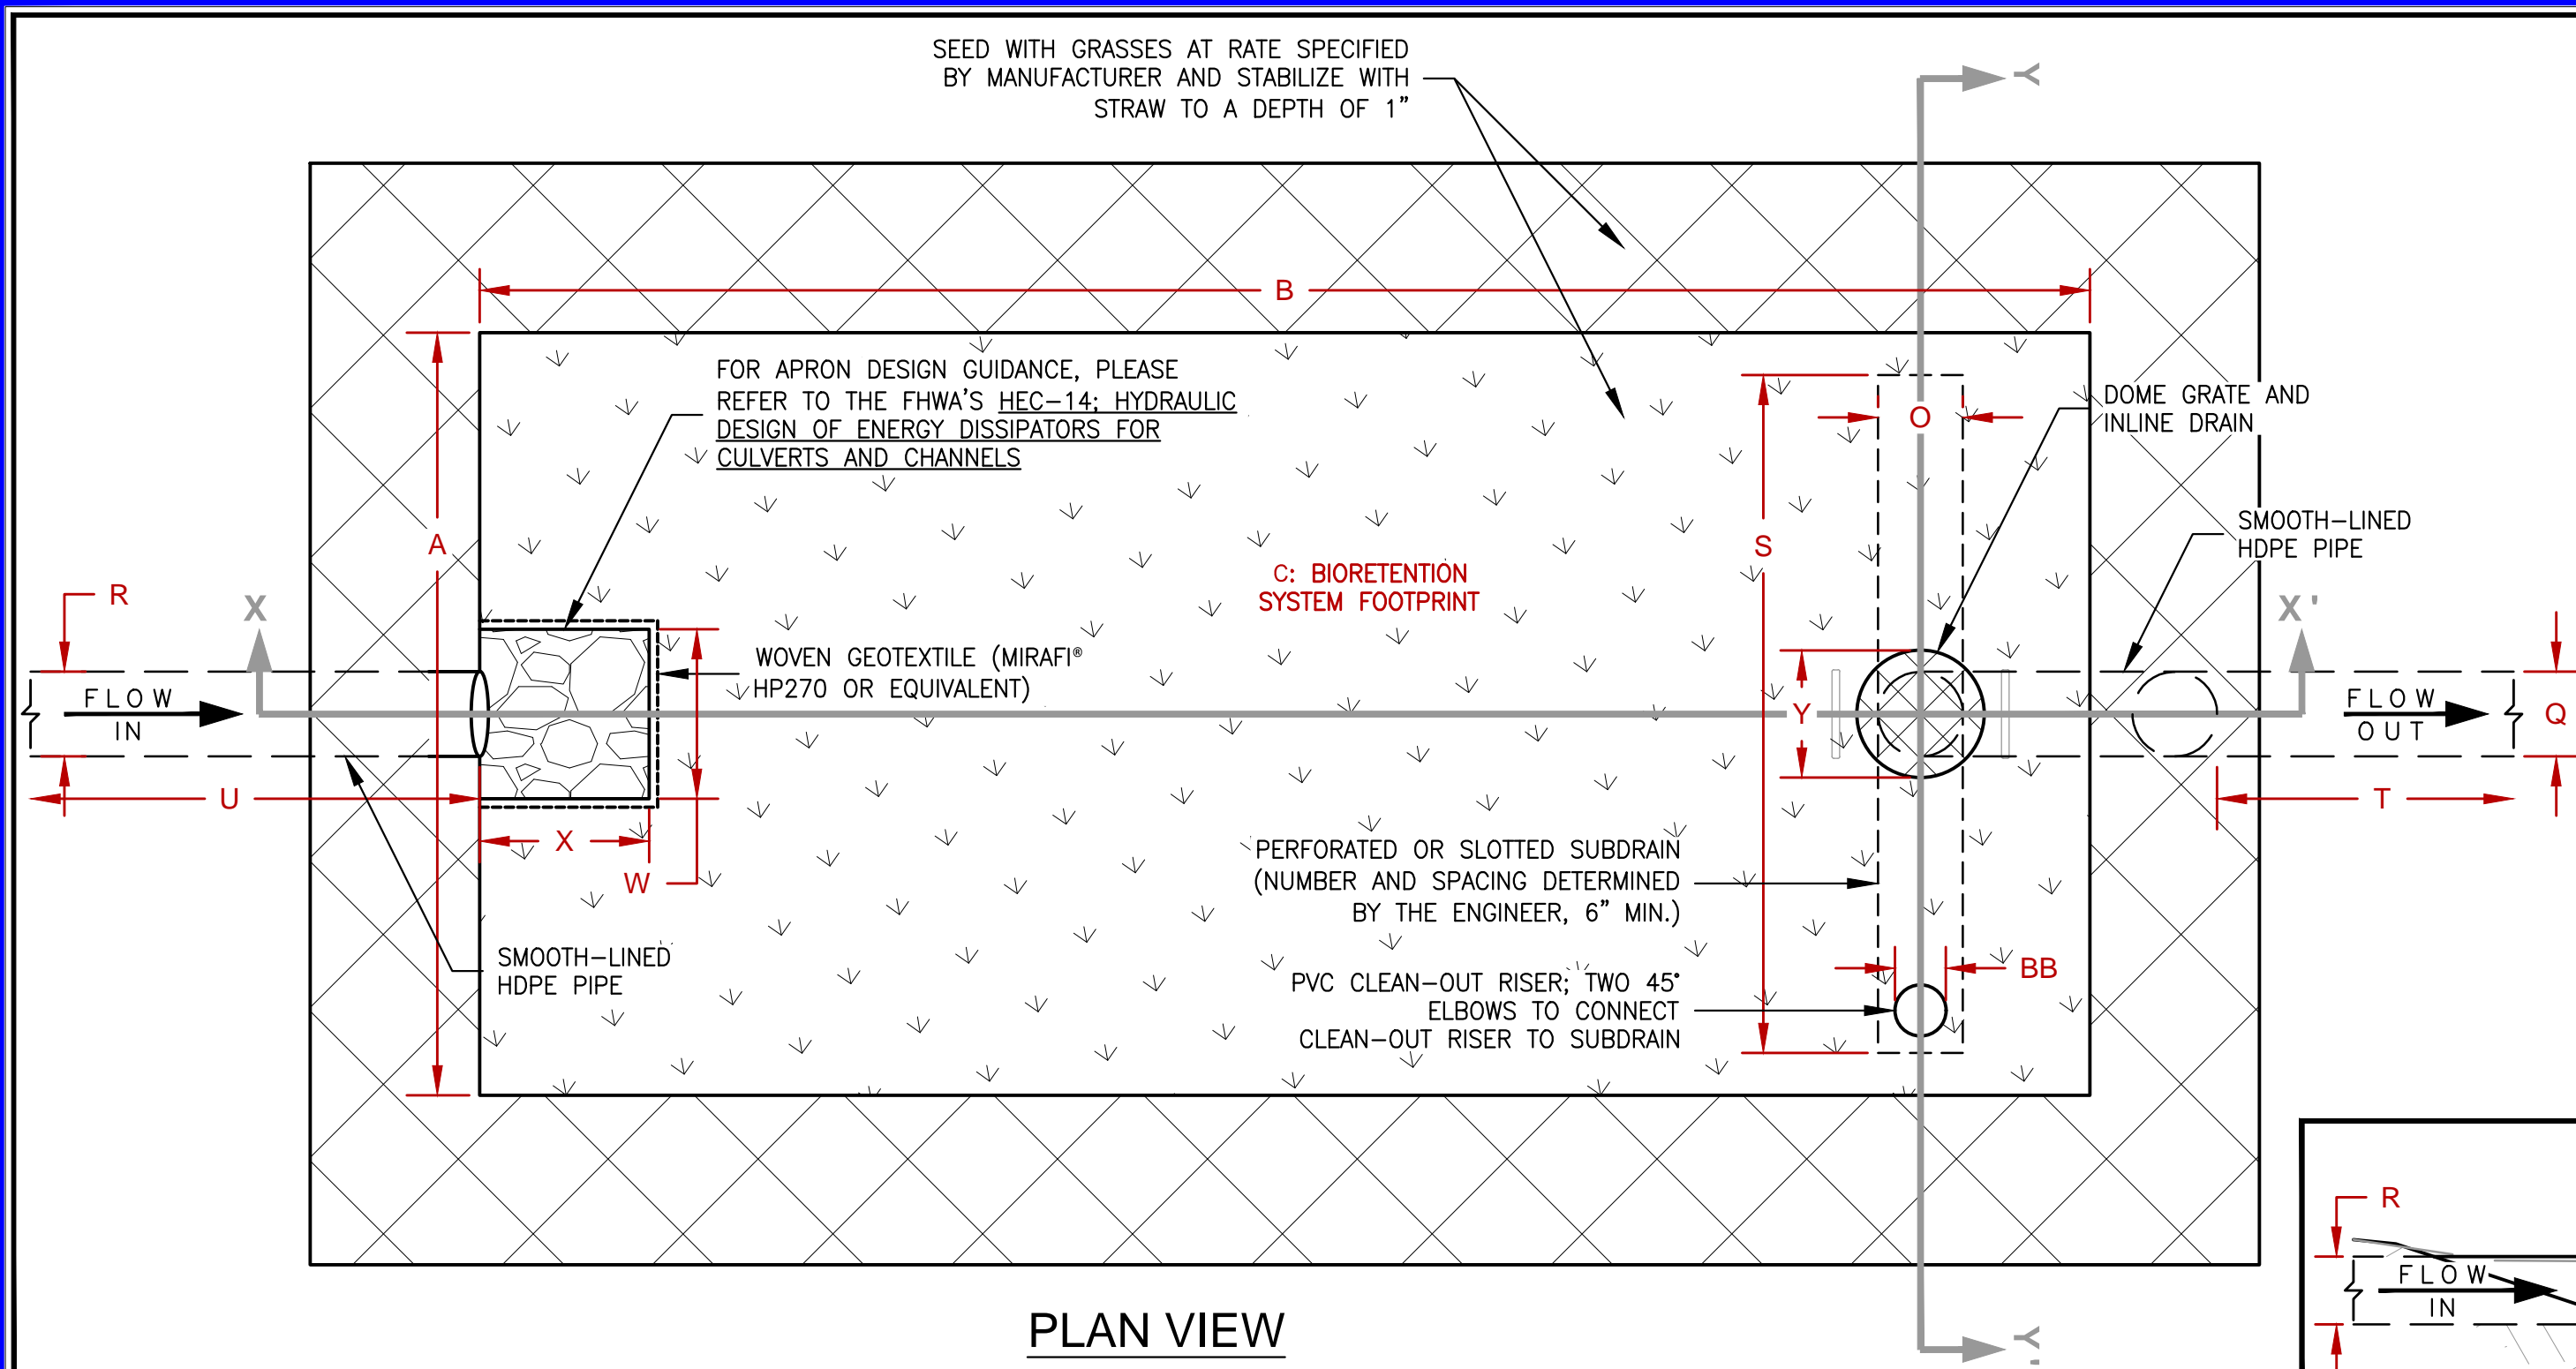 SEED WITH GRASSES AT RATE SPECIFIED
BY MANUFACTURER AND STABILIZE WITH
STRAW TO A DEPTH OF 1”
Y
B
FOR APRON DESIGN GUIDANCE, PLEASE
REFER TO THE FHWA’S HEC-14; HYDRAULIC
DESIGN OF ENERGY DISSIPATORS FOR
CULVERTS AND CHANNELS
DOME GRATE AND
INLINE DRAIN
O
A
S
SMOOTH-LINED
HDPE PIPE
C: BIORETENTION
SYSTEM FOOTPRINT
R
X
X'
WOVEN GEOTEXTILE (MIRAFI®
HP270 OR EQUIVALENT)
FLOW
IN
Y
FLOW
OUT
Q
U
T
X
W
PERFORATED OR SLOTTED SUBDRAIN
(NUMBER AND SPACING DETERMINED
BY THE ENGINEER, 6” MIN.)
SMOOTH-LINED
HDPE PIPE
PVC CLEAN-OUT RISER; TWO 45°
ELBOWS TO CONNECT
CLEAN-OUT RISER TO SUBDRAIN
BB
R
FLOW
IN
PLAN VIEW
Y'